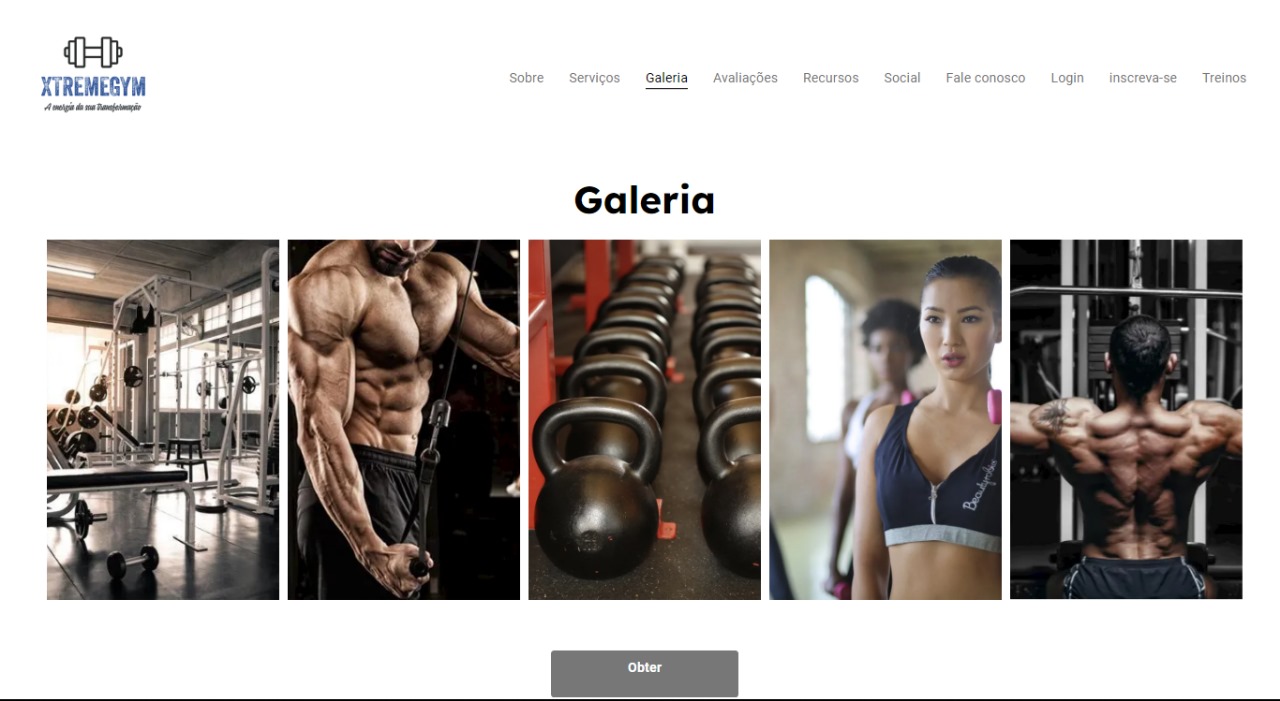 XTREMEGYM
A energia da sua Transformação
Sobre Serviços Galeria Avaliações Recursos Social Fale conosco Login inscreva-se Treinos
Galeria
Obter